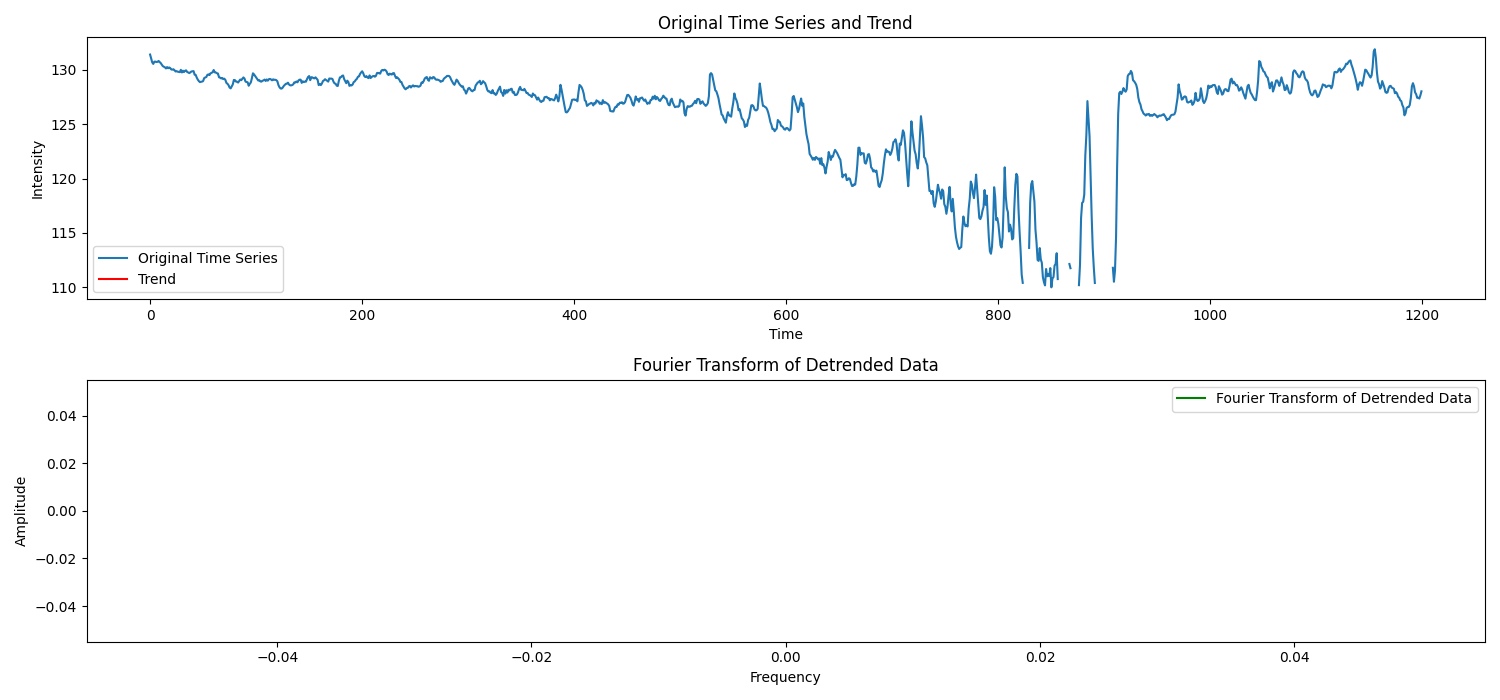 Original Time Series and Trend
130
125
120
115
110
Intensity
Original Time Series
Trend
0 200 400 600 800 1000 1200
Time
Fourier Transform of Detrended Data
0.04
0.02
0.00
−0.02
−0.04
Amplitude
Fourier Transform of Detrended Data
−0.04 −0.02 0.00 0.02 0.04
Frequency